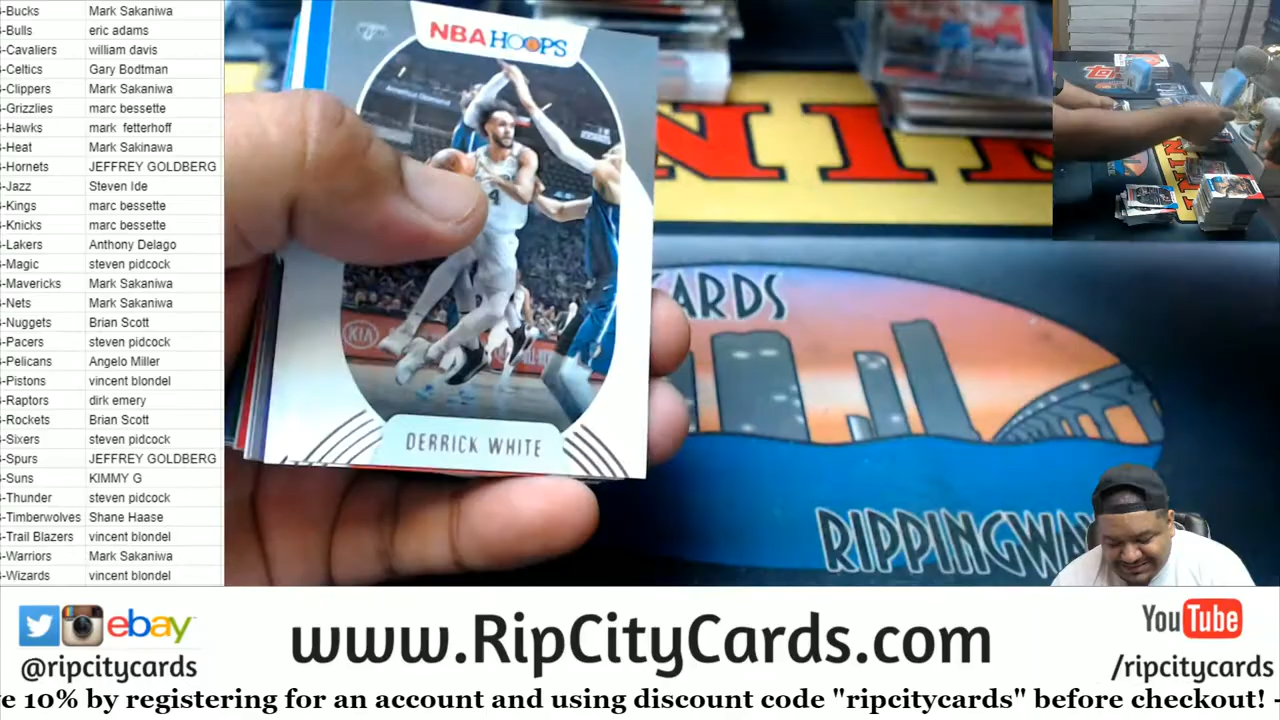 -Bucks Mark Sakaniwa
-Bulls eric adams
-Cavaliers william davis
-Celtics Gary Bodtman
-Clippers Mark Sakaniwa
-Grizzlies marc bessette
-Hawks mark fetterhoff
-Heat Mark Sakinawa
-Hornets JEFFREY GOLDBERG
-Jazz Steven Ide
-Kings marc bessette
-Knicks marc bessette
-Lakers Anthony Delago
-Magic steven pidcock
-Mavericks Mark Sakaniwa
-Nets Mark Sakaniwa
-Nuggets Brian Scott
-Pacers steven pidcock
-Pelicans Angelo Miller
-Pistons vincent blondel
-Raptors dirk emery
-Rockets Brian Scott
-Sixers steven pidcock
-Spurs JEFFREY GOLDBERG
-Suns KIMMY G
-Thunder steven pidcock
-Timberwolves Shane Haase
-Trail Blazers vincent blondel
-Warriors Mark Sakaniwa
-Wizards vincent blondel
NBA HOOPS
KIA
DERRICK WHITE
NINI
CARDS
RIPPINGWA
ebay
@ripcitycards
www.RipCityCards.com
YouTube
/ripcitycards
e 10% by registering for an account and using discount code "ripcitycards" before checkout! -